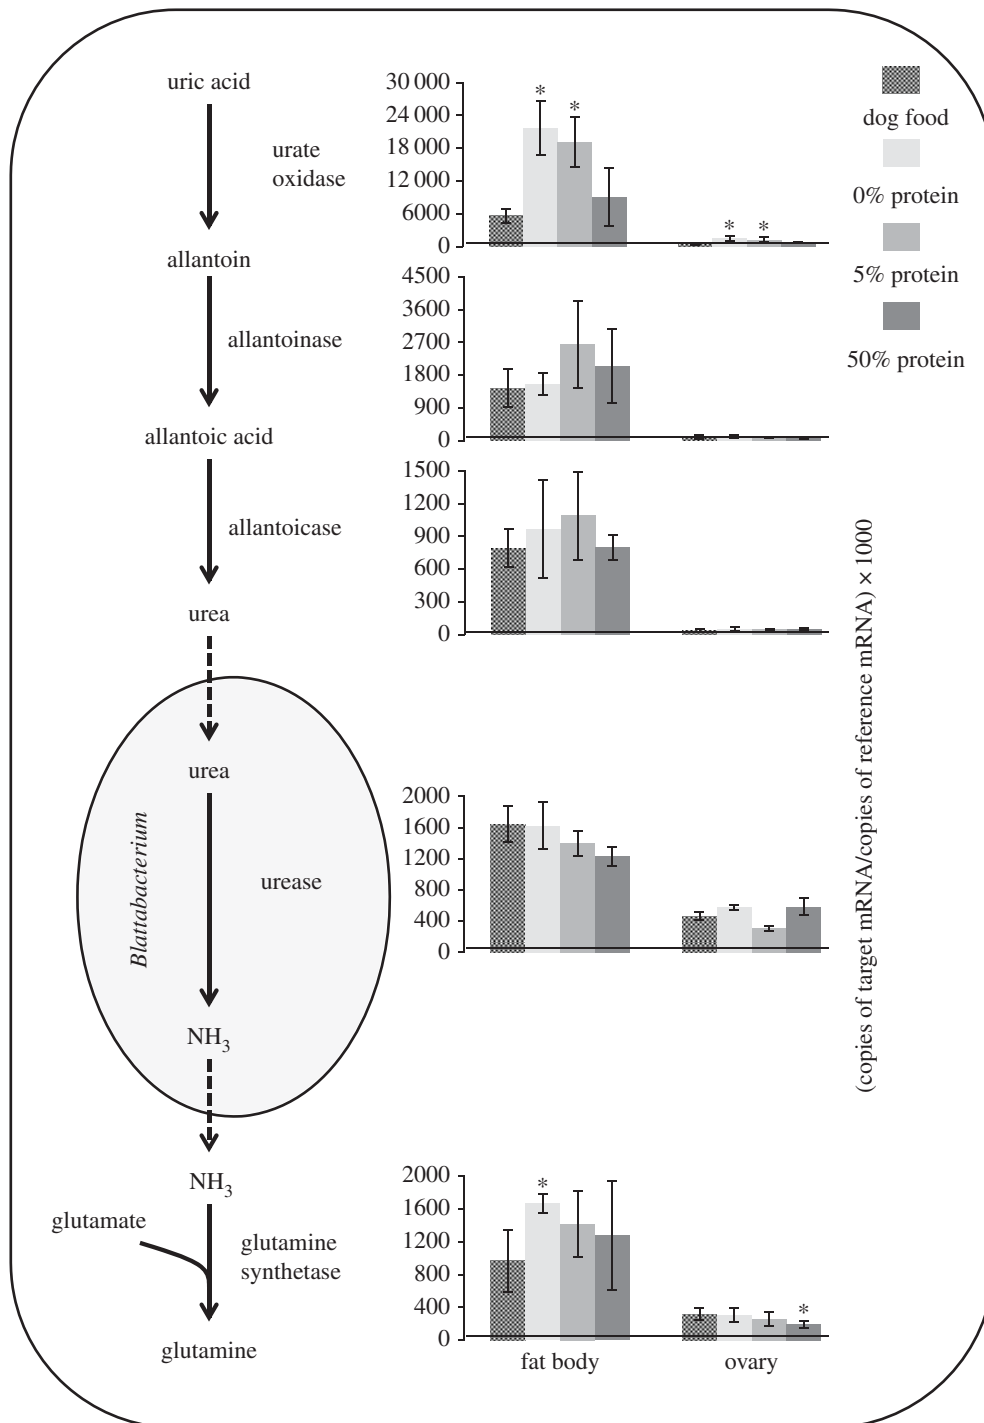 uric acid
urate
oxidase
allantoin
allantoinase
allantoic acid
allantoicase
urea
urea
Blattabacterium
urease
NH3
NH3
glutamate
glutamine
synthetase
glutamine
30 000
24 000
18 000
12 000
6000
0
* *
* *
4500
3600
2700
1800
900
0
1500
1200
900
600
300
0
2000
1600
1200
800
400
0
2000
1600
1200
800
400
0
*
*
fat body
ovary
dog food
0% protein
5% protein
50% protein
(copies of target mRNA/copies of reference mRNA) × 1000